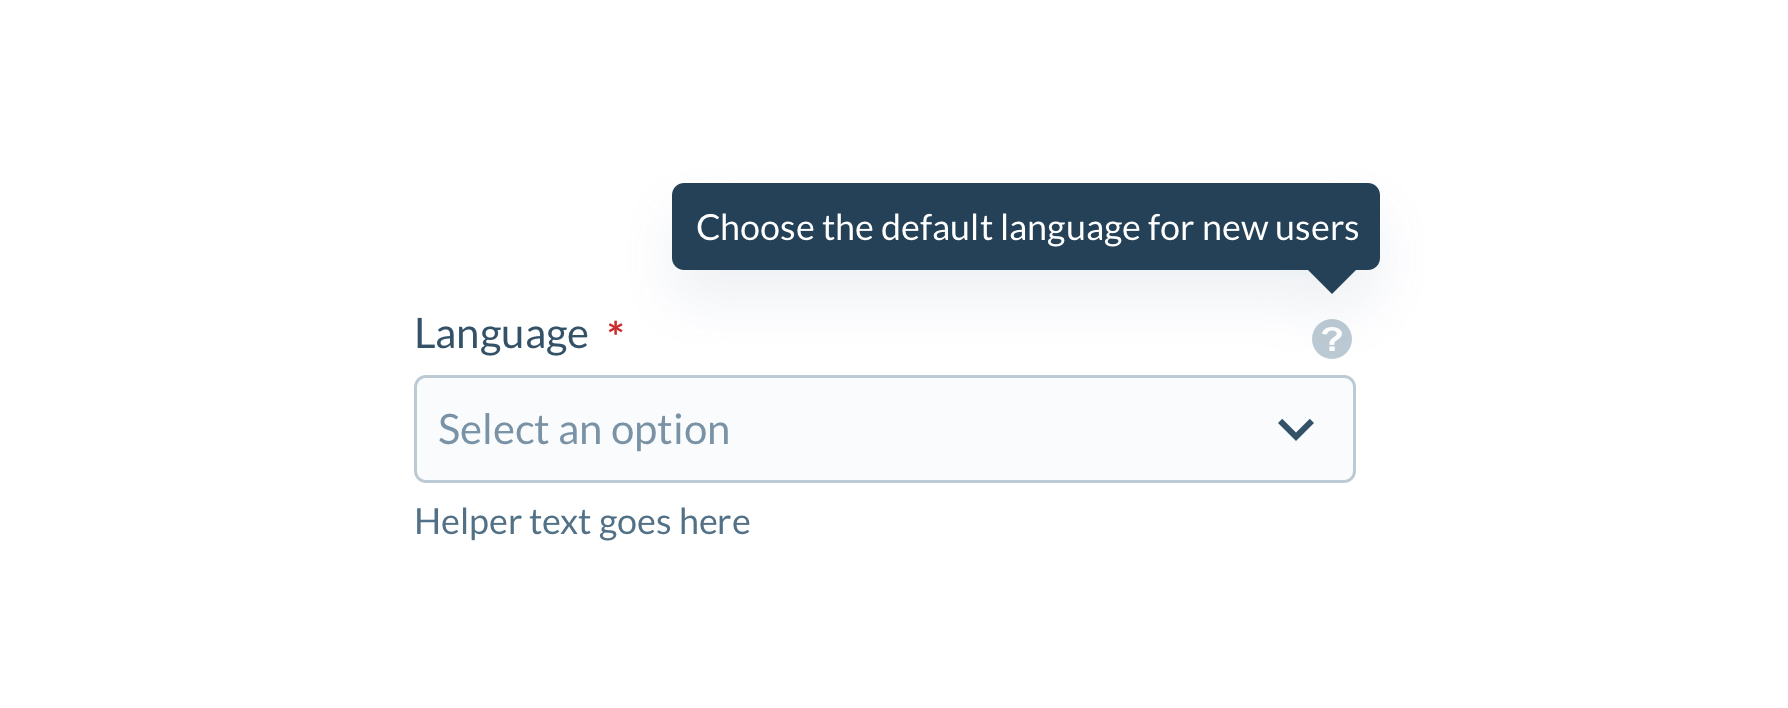 Choose the default language for new users
Language *
?
Select an option
Helper text goes here